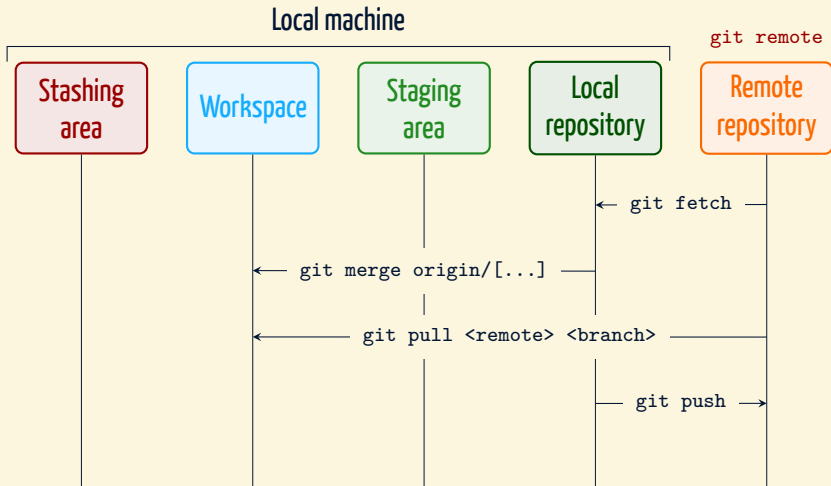 Local machine
git remote
Stashing
area
Workspace
Staging
area
Local
repository
Remote
repository
git fetch
git merge origin/[...]
git pull <remote> <branch>
git push